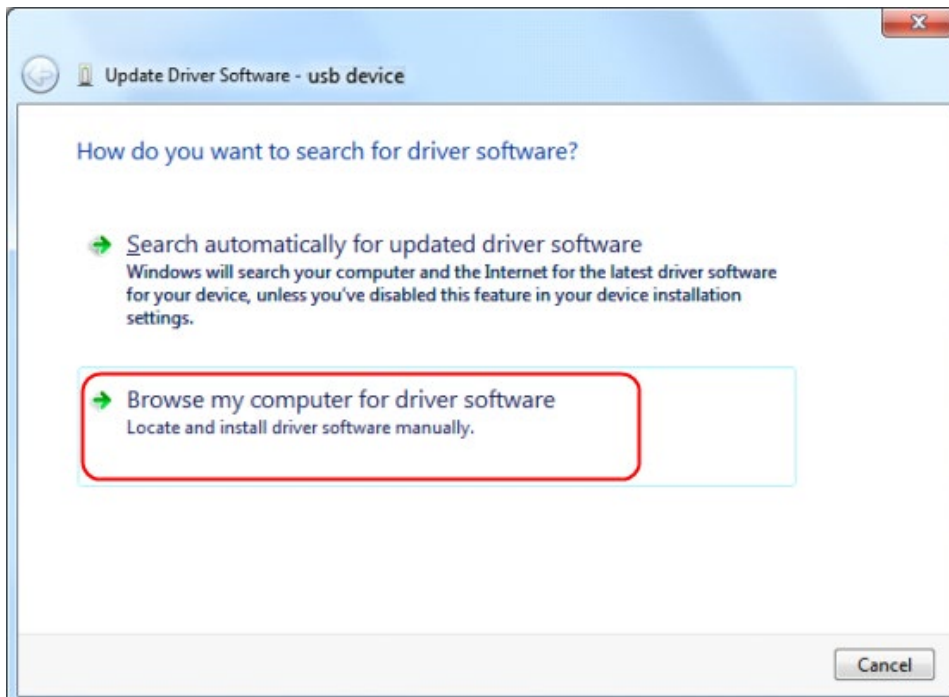 Update Driver Software - usb device
How do you want to search for driver software?
Search automatically for updated driver software
Windows will search your computer and the Internet for the latest driver software
for your device, unless you've disabled this feature in your device installation
settings.
Browse my computer for driver software
Locate and install driver software manually.
Cancel